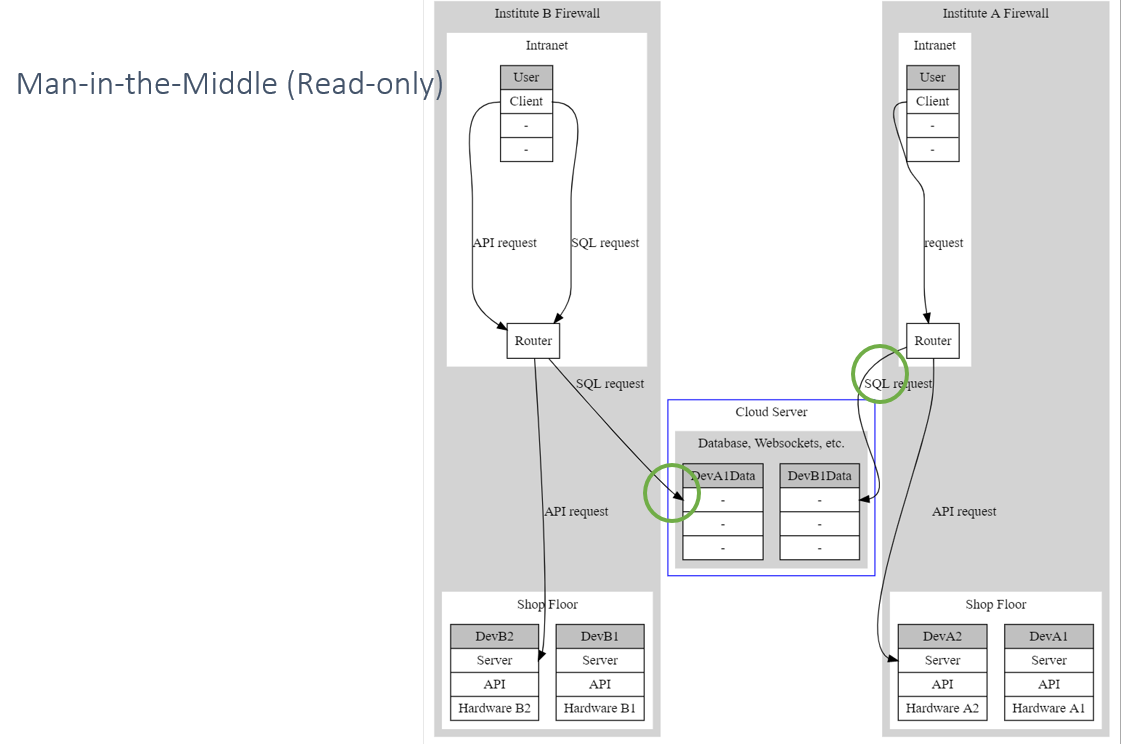 Man-in-the-Middle (Read-only)
Institute B Firewall
Intranet
User
Client
-
-
API request
SQL request
Router
SQL request
API request
Shop Floor
DevB2
Server
API
Hardware B2
DevB1
Server
API
Hardware B1
Cloud Server
Database, Websockets, etc.
DevA1Data
-
-
-
DevB1Data
-
-
-
Institute A Firewall
Intranet
User
Client
-
-
request
Router
SQL request
API request
Shop Floor
DevA2
Server
API
Hardware A2
DevA1
Server
API
Hardware A1